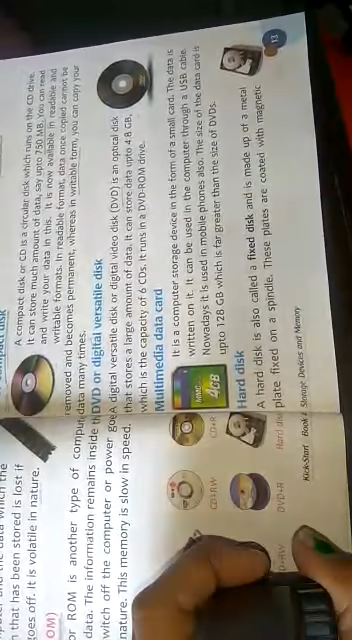 Compact disk
A compact disk or CD is a circular disk which runs on the CD drive.
It can store much amount of data, say upto 750 MB. You can read
and write your data in this. It is now available in readable and
writable formats. In readable format, data once copied cannot be
removed and becomes permanent, whereas in writable form, you can copy your
data many times.
DVD or digital versatile disk
A digital versatile disk or digital video disk (DVD) is an optical disk
that stores a large amount of data. It can store data upto 4.8 GB,
which is the capacity of 6 CDs. It runs in a DVD-ROM drive.
Multimedia data card
MMC
4GB
It is a computer storage device in the form of a small card. The data is
written on it. It can be used in the computer through a USB cable.
Nowadays it is used in mobile phones also. The size of the data card is
upto 128 GB which is far greater than the size of DVDs.
Hard disk
A hard disk is also called a fixed disk and is made up of a metal
plate fixed on a spindle. These plates are coated with magnetic
Kick-Start Book Storage Devices and Memory
13
which the
n that has been stored is lost if
goes off. It is volatile in nature.
OM)
or ROM is another type of
data. The information remains inside
witch off the computer or power
nature. This memory is slow in speed.
CD+RW
CD+R
D+RW
DVD+R
Hard